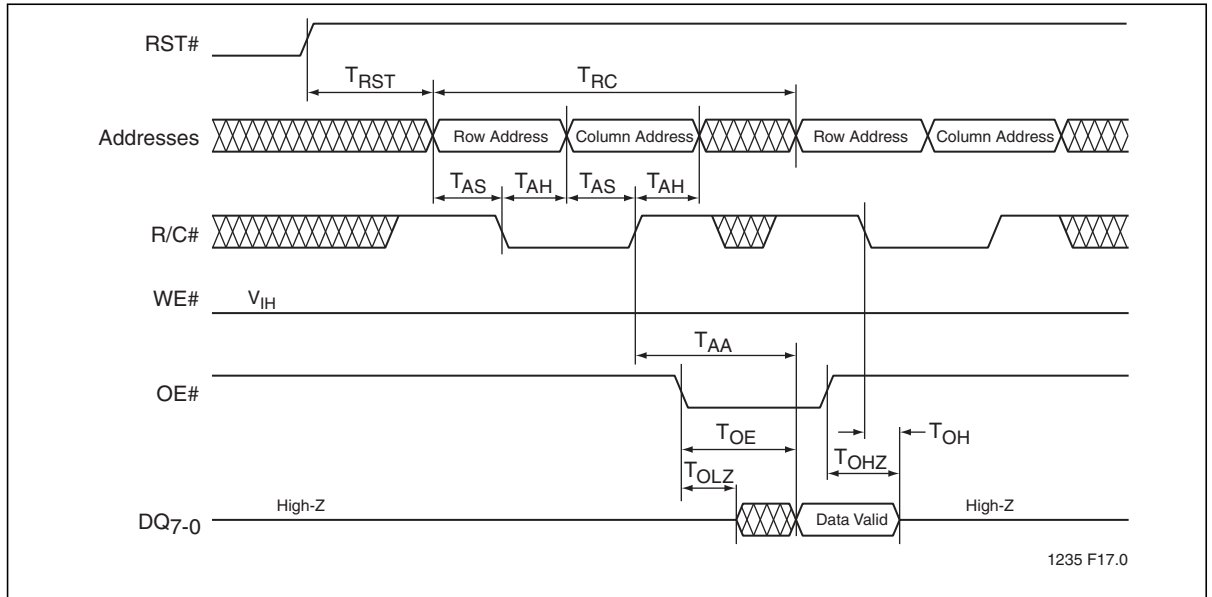 RST#
TRST
TRC
Addresses
Row Address
Column Address
Row Address
Column Address
TAS
TAH
TAS
TAH
R/C#
WE#
VIH
TAA
OE#
TOE
TOH
TOLZ
TOHZ
High-Z
DQ7-0
Data Valid
High-Z
1235 F17.0